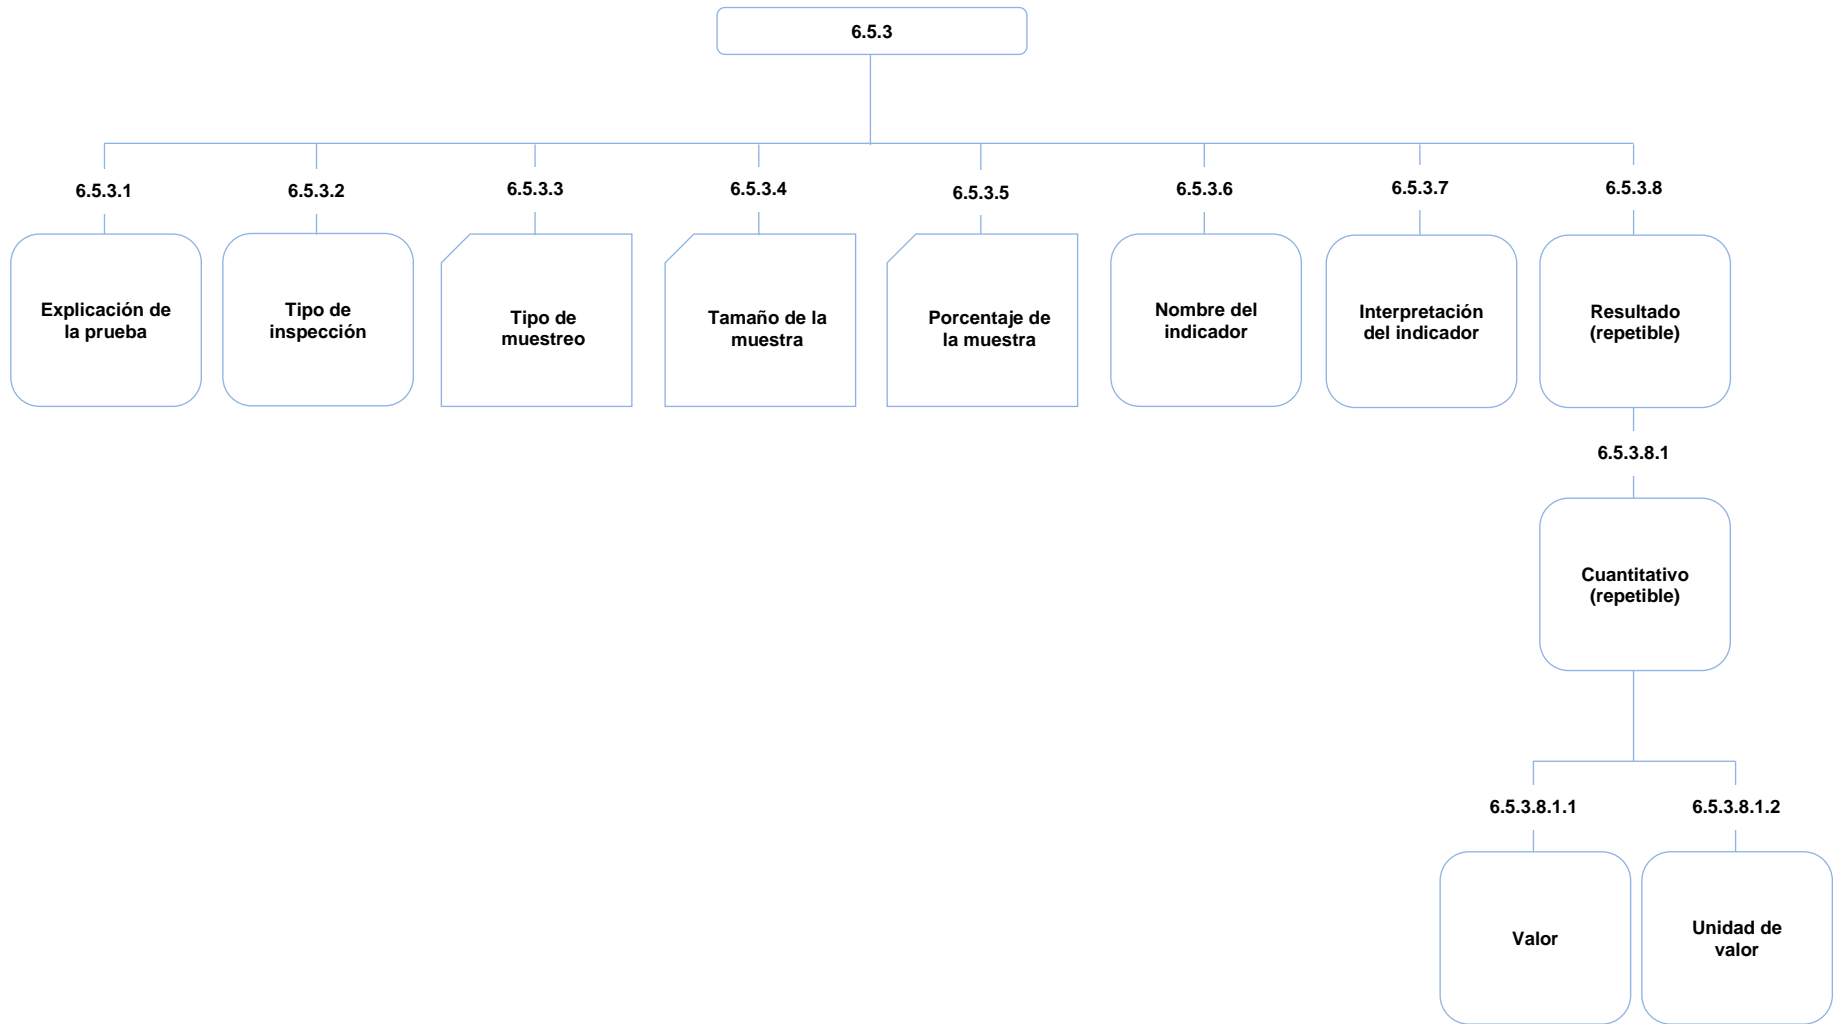 6.5.3
6.5.3.1
6.5.3.2
6.5.3.3
6.5.3.4
6.5.3.5
6.5.3.6
6.5.3.7
6.5.3.8
Explicación de
la prueba
Tipo de
inspección
Tipo de
muestreo
Tamaño de la
muestra
Porcentaje de
la muestra
Nombre del
indicador
Interpretación
del indicador
Resultado
(repetible)
6.5.3.8.1
Cuantitativo
(repetible)
6.5.3.8.1.1
6.5.3.8.1.2
Valor
Unidad de
valor